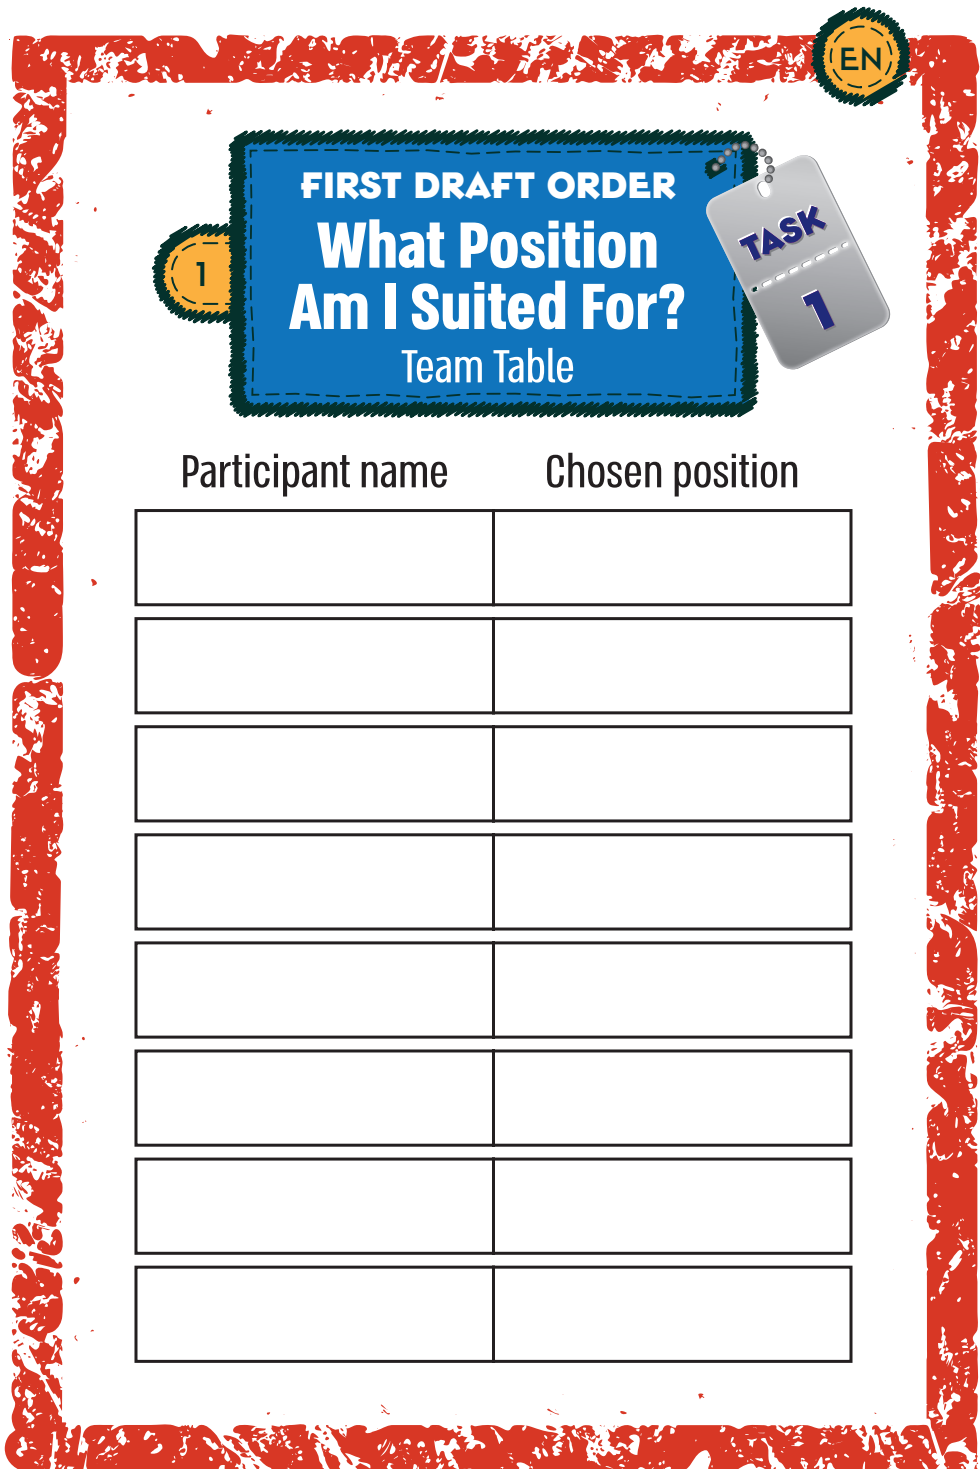 EN
FIRST DRAFT ORDER
What Position
Am I Suited For?
Team Table
1
TASK
1
Participant name
Chosen position